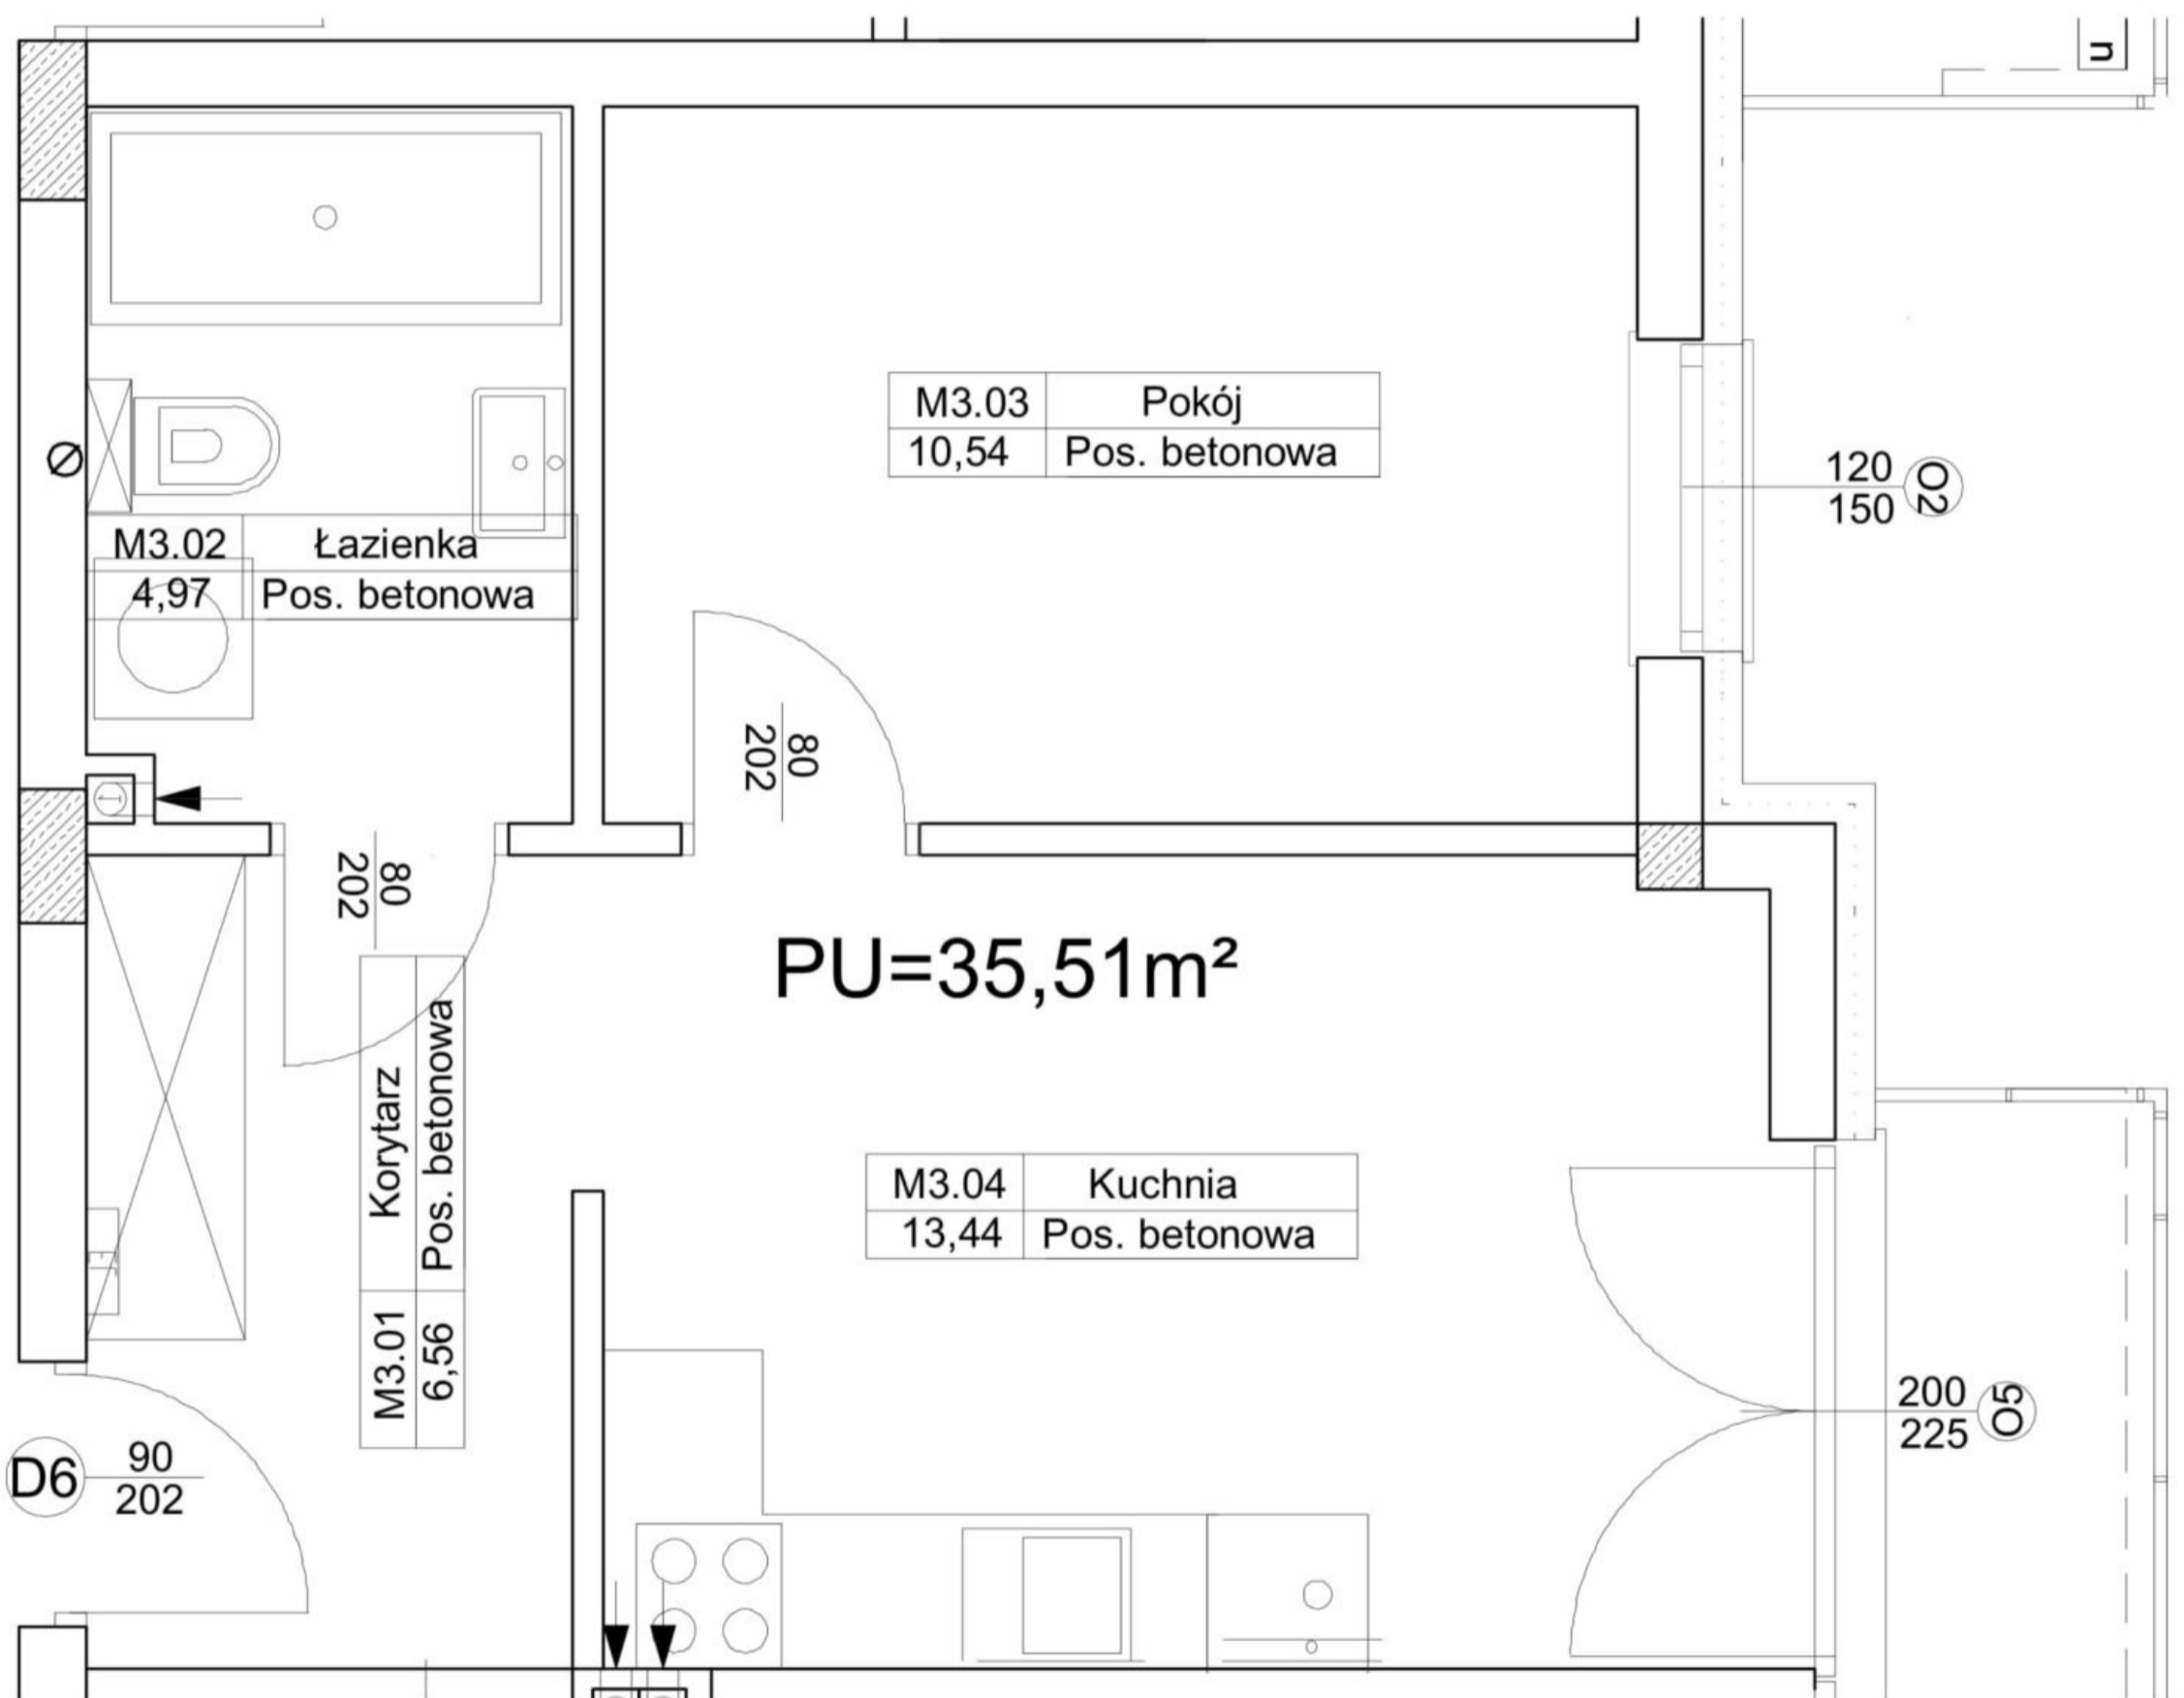 n
M3.03 Pokój
10,54 Pos. betonowa
120
150
O2
Ø
M3.02 Łazienka
4,97 Pos. betonowa
80
202
80
202
PU=35,51m²
M3.01 Korytarz
6,56 Pos. betonowa
M3.04 Kuchnia
13,44 Pos. betonowa
200
225
O5
D6
90
202